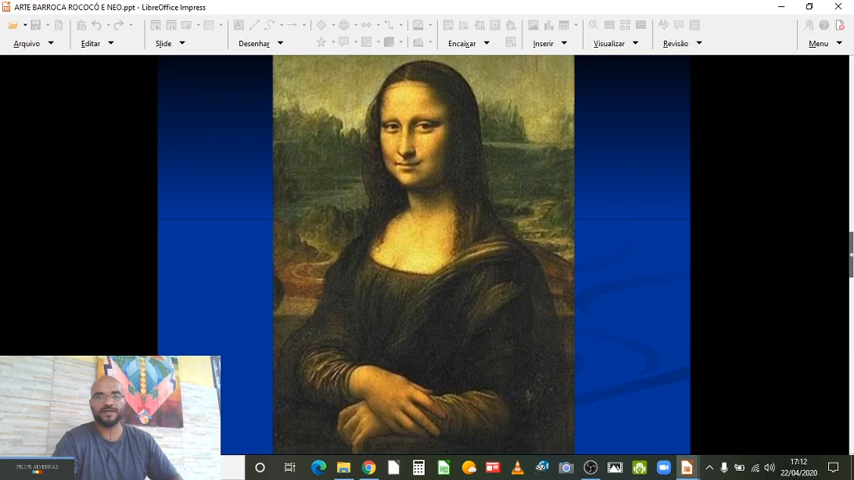 ARTE BARROCA ROCOCÓ E NEO.ppt - LibreOffice Impress
Arquivo Editar Slide Desenhar Encaixar Inserir Visualizar Revisão Menu
17:12
22/04/2020